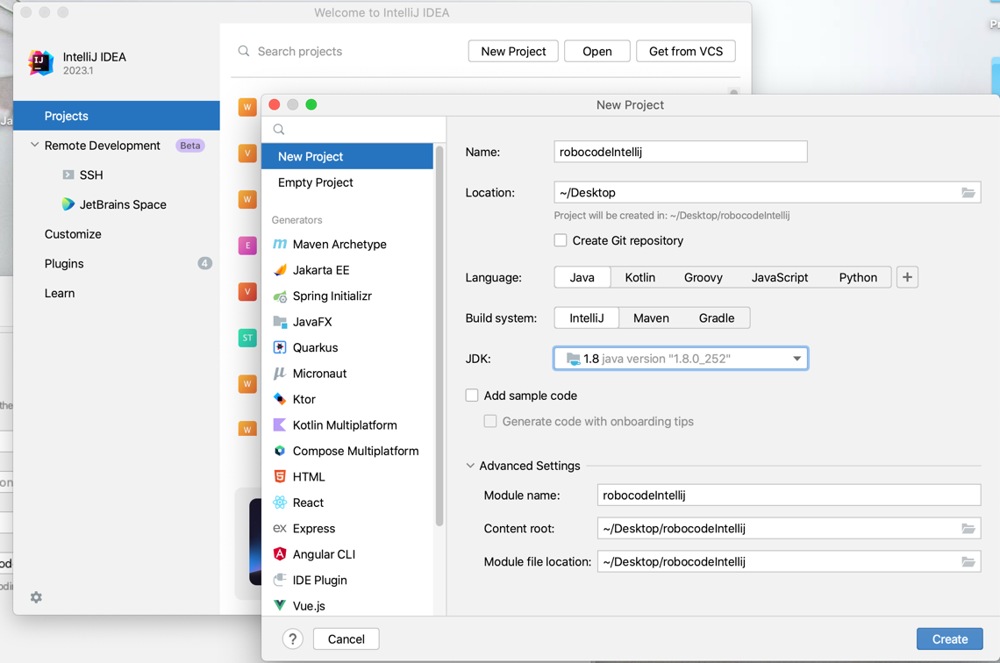 Welcome to IntelliJ IDEA
IntelliJ IDEA
2023.1
Search projects
New Project
Open
Get from VCS
Projects
Remote Development
Beta
SSH
JetBrains Space
Customize
Plugins
4
Learn
W
V
W
E
V
ST
W
W
New Project
New Project
Empty Project
Generators
Maven Archetype
Jakarta EE
Spring Initializr
JavaFX
Quarkus
Micronaut
Ktor
Kotlin Multiplatform
Compose Multiplatform
HTML
React
ex Express
Angular CLI
IDE Plugin
Vue.js
Name:
robocodeIntellij
Location:
~/Desktop
Project will be created in: ~/Desktop/robocodeIntellij
Create Git repository
Language:
Java Kotlin Groovy JavaScript Python +
Build system:
IntelliJ Maven Gradle
JDK:
1.8 java version "1.8.0_252"
Add sample code
Generate code with onboarding tips
Advanced Settings
Module name:
robocodeIntellij
Content root:
~/Desktop/robocodeIntellij
Module file location:
~/Desktop/robocodeIntellij
?
Cancel
Create